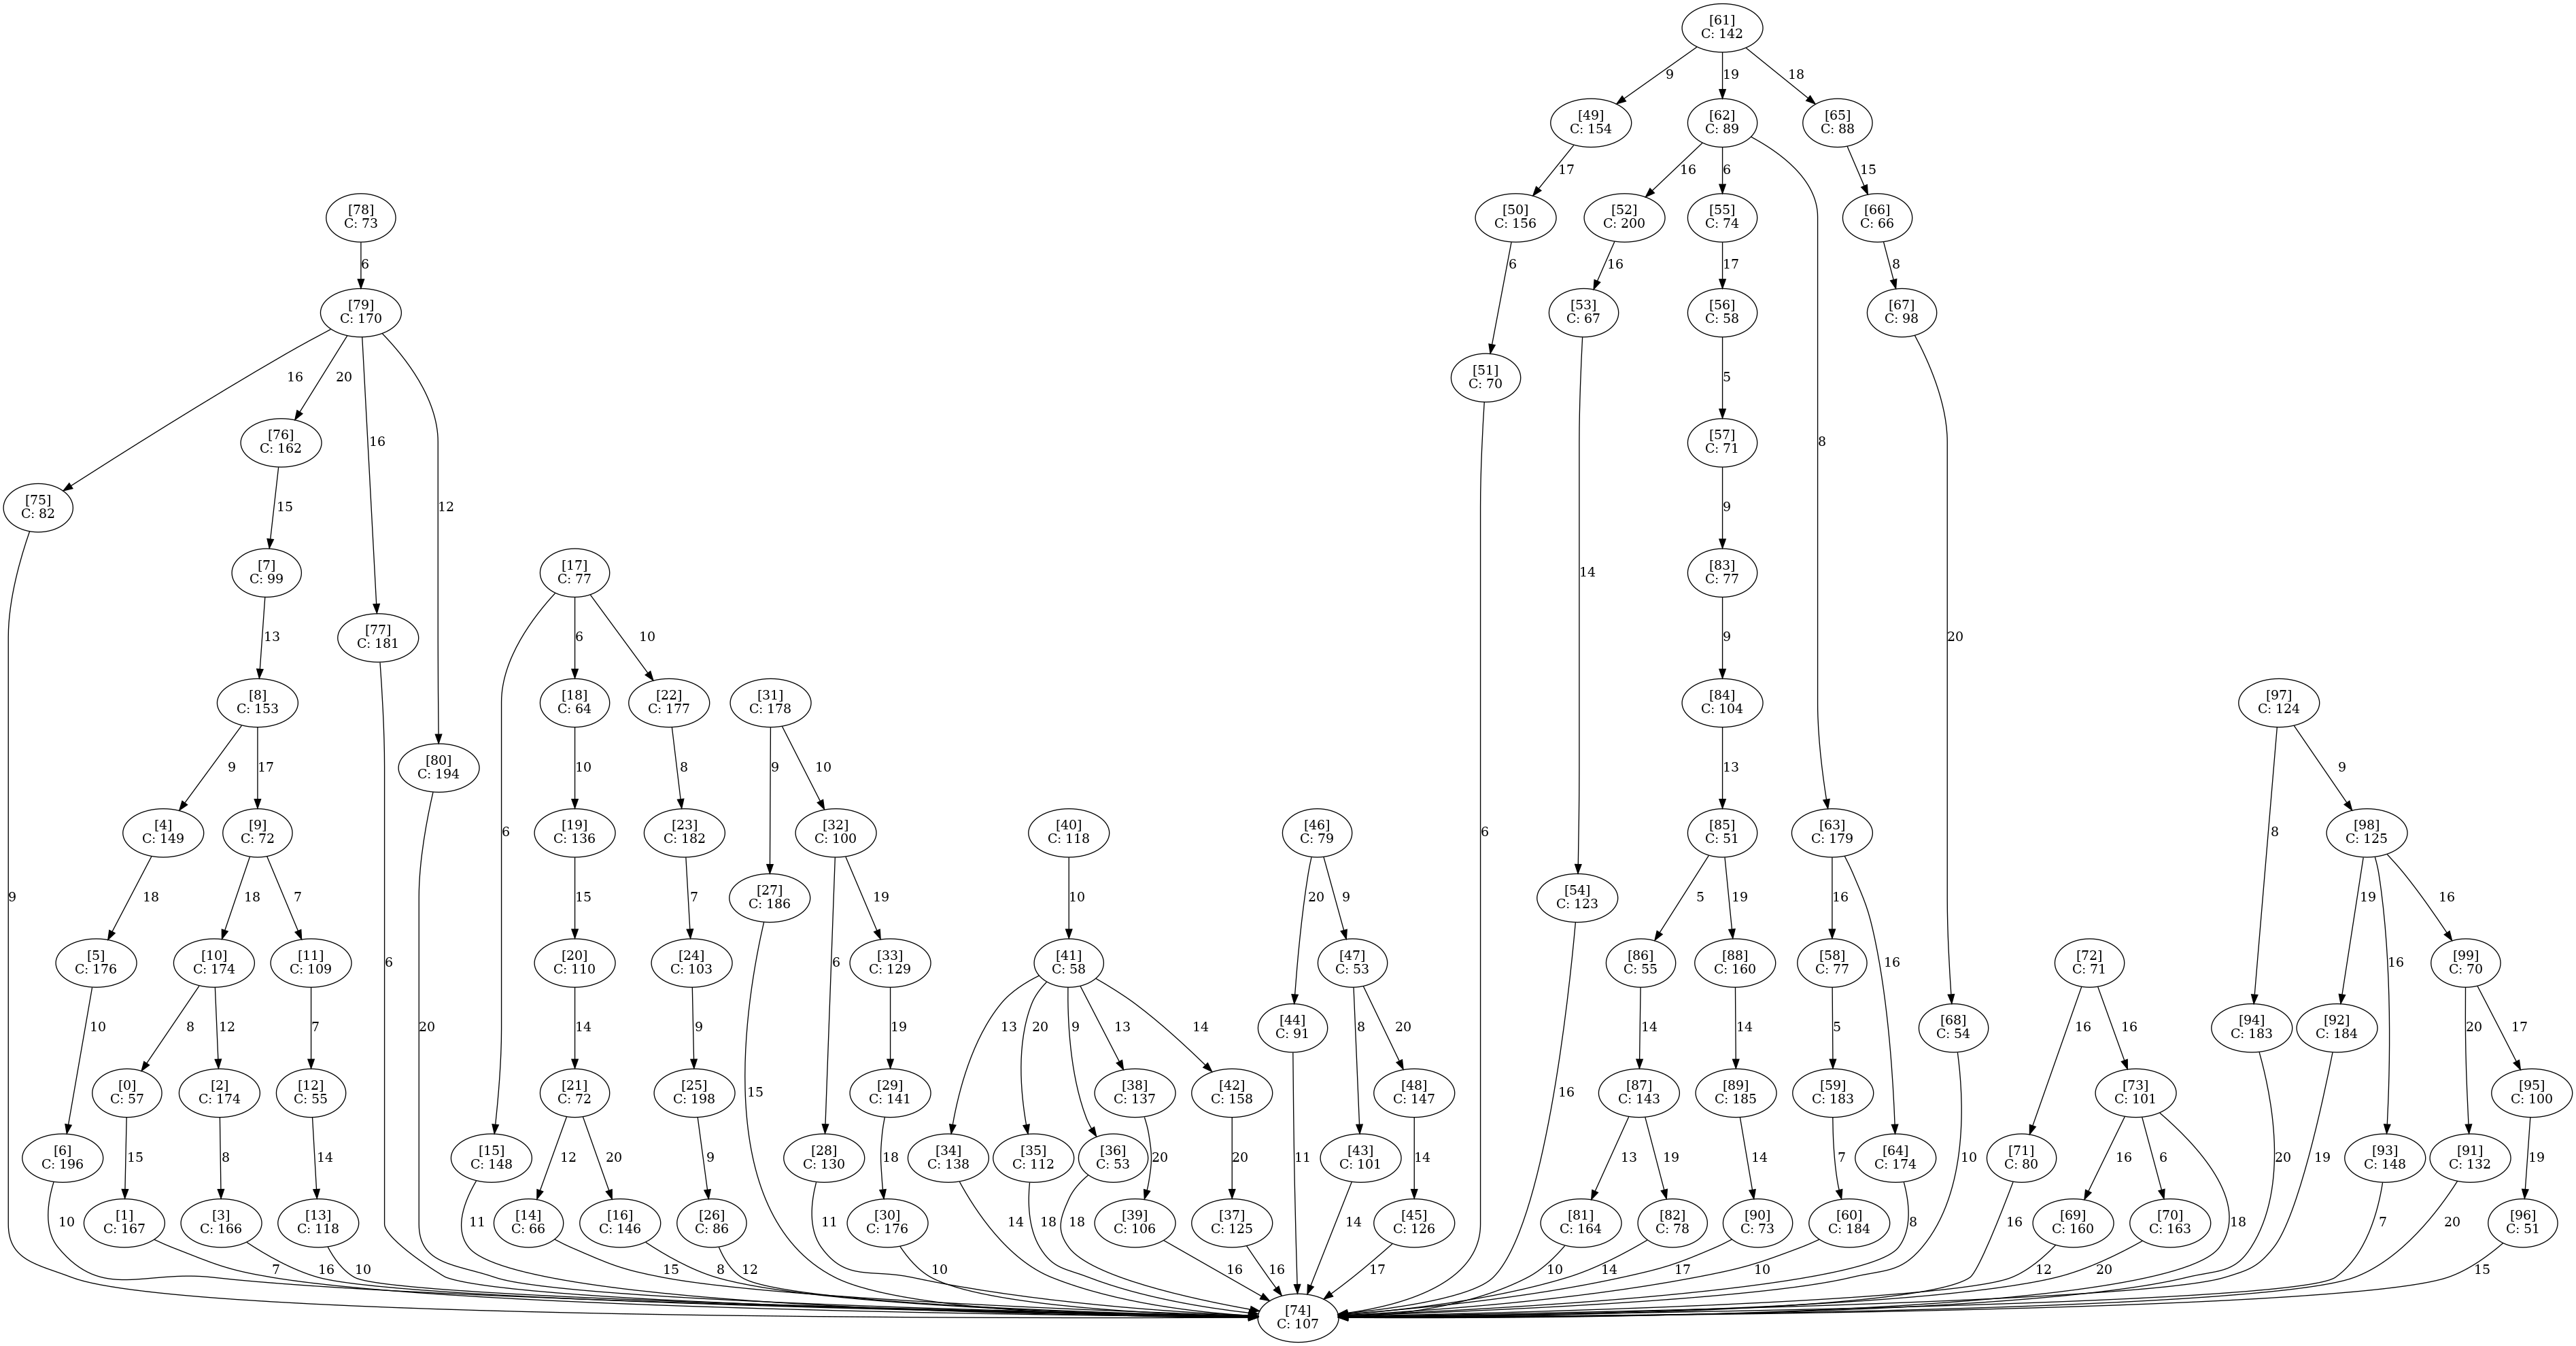 [61]
C: 142
9
19
18
[49]
C: 154
[62]
C: 89
[65]
C: 88
17
16
6
15
[78]
C: 73
[50]
C: 156
[52]
C: 200
[55]
C: 74
[66]
C: 66
6
6
16
17
8
[79]
C: 170
[53]
C: 67
[56]
C: 58
[67]
C: 98
16
20
[51]
C: 70
5
16
[76]
C: 162
[57]
C: 71
8
[75]
C: 82
15
12
9
[7]
C: 99
[17]
C: 77
14
[83]
C: 77
13
[77]
C: 181
6
10
9
20
[8]
C: 153
[18]
C: 64
[22]
C: 177
[31]
C: 178
[84]
C: 104
[97]
C: 124
9
17
[80]
C: 194
10
8
9
10
13
9
[4]
C: 149
[9]
C: 72
6
[19]
C: 136
[23]
C: 182
[32]
C: 100
[40]
C: 118
[46]
C: 79
6
[85]
C: 51
[63]
C: 179
8
[98]
C: 125
9
18
18
7
15
7
[27]
C: 186
19
10
20
9
[54]
C: 123
5
19
16
19
16
[5]
C: 176
[10]
C: 174
[11]
C: 109
6
[20]
C: 110
[24]
C: 103
6
[33]
C: 129
[41]
C: 58
[47]
C: 53
[86]
C: 55
[88]
C: 160
[58]
C: 77
16
[72]
C: 71
16
[99]
C: 70
10
8
12
7
20
14
9
19
13
20
9
13
14
[44]
C: 91
8
20
14
14
5
[68]
C: 54
16
16
[94]
C: 183
[92]
C: 184
20
17
[0]
C: 57
[2]
C: 174
[12]
C: 55
[21]
C: 72
[25]
C: 198
15
[29]
C: 141
[38]
C: 137
[42]
C: 158
[48]
C: 147
16
[87]
C: 143
[89]
C: 185
[59]
C: 183
[73]
C: 101
[95]
C: 100
[6]
C: 196
15
8
14
[15]
C: 148
12
20
9
[28]
C: 130
18
[34]
C: 138
[35]
C: 112
[36]
C: 53
20
20
11
[43]
C: 101
14
13
19
14
7
[64]
C: 174
10
[71]
C: 80
16
6
20
19
[93]
C: 148
[91]
C: 132
19
10
[1]
C: 167
[3]
C: 166
[13]
C: 118
11
[14]
C: 66
[16]
C: 146
[26]
C: 86
11
[30]
C: 176
14
18
18
[39]
C: 106
[37]
C: 125
14
[45]
C: 126
[81]
C: 164
[82]
C: 78
[90]
C: 73
[60]
C: 184
8
16
[69]
C: 160
[70]
C: 163
18
7
20
[96]
C: 51
7
16
10
15
8
12
10
16
16
17
10
14
17
10
12
20
15
[74]
C: 107